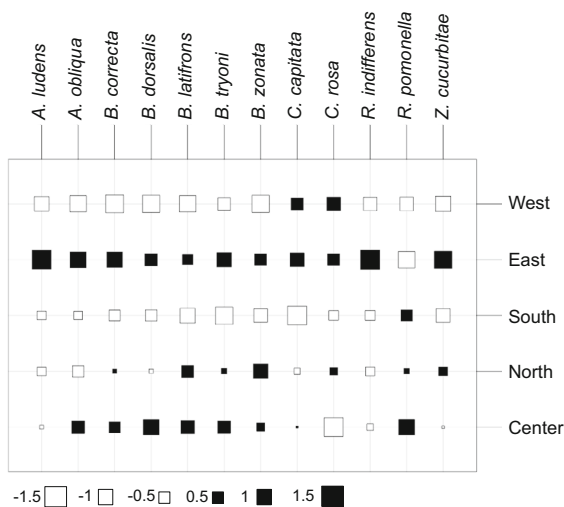 A. ludens
A. obliqua
B. correcta
B. dorsalis
B. latifrons
B. tryoni
B. zonata
C. capitata
C. rosa
R. indifferens
R. pomonella
Z. cucurbitae
West
East
South
North
Center
-1.5 -1 -0.5 0.5 1 1.5